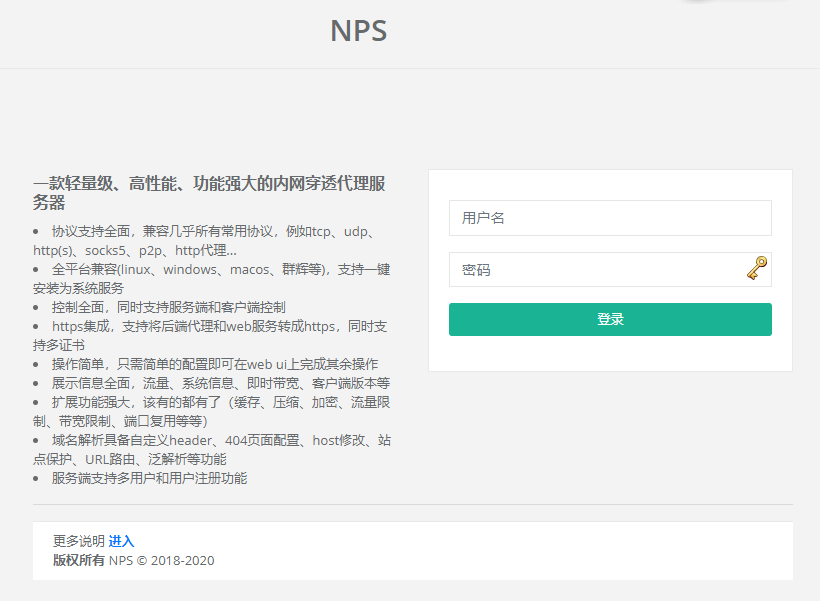 NPS
一款轻量级、高性能、功能强大的内网穿透代理服
务器
• 协议支持全面，兼容几乎所有常用协议，例如tcp、udp、
http(s)、socks5、p2p、http代理...
• 全平台兼容(linux、windows、macos、群辉等)，支持一键
安装为系统服务
• 控制全面，同时支持服务端和客户端控制
• https集成，支持将后端代理和web服务转成https，同时支
持多证书
• 操作简单，只需简单的配置即可在web ui上完成其余操作
• 展示信息全面，流量、系统信息、即时带宽、客户端版本等
• 扩展功能强大，该有的都有了（缓存、压缩、加密、流量限
制、带宽限制、端口复用等等）
• 域名解析具备自定义header、404页面配置、host修改、站
点保护、URL路由、泛解析等功能
• 服务端支持多用户和用户注册功能
用户名
密码
登录
更多说明 进入
版权所有 NPS © 2018-2020